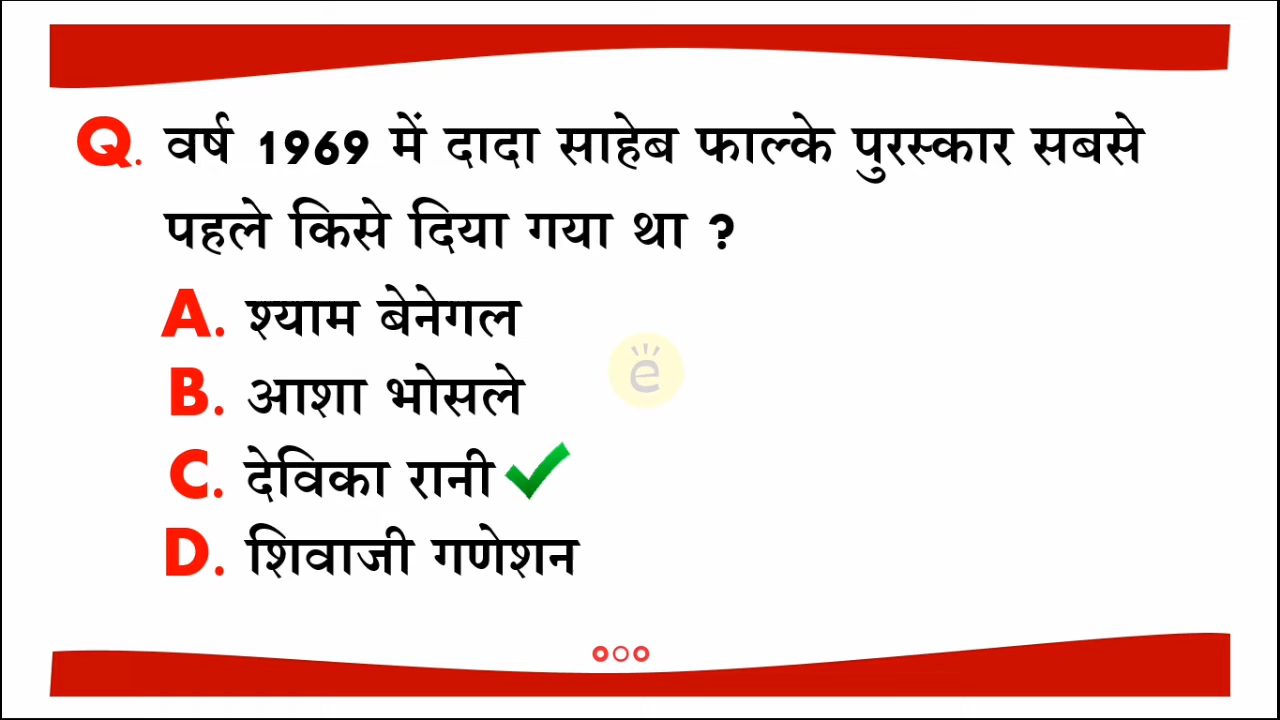 Q. वर्ष 1969 में दादा साहेब फाल्के पुरस्कार सबसे
पहले किसे दिया गया था ?
A. श्याम बेनेगल
B. आशा भोसले
e
C. देविका रानी
D. शिवाजी गणेशन